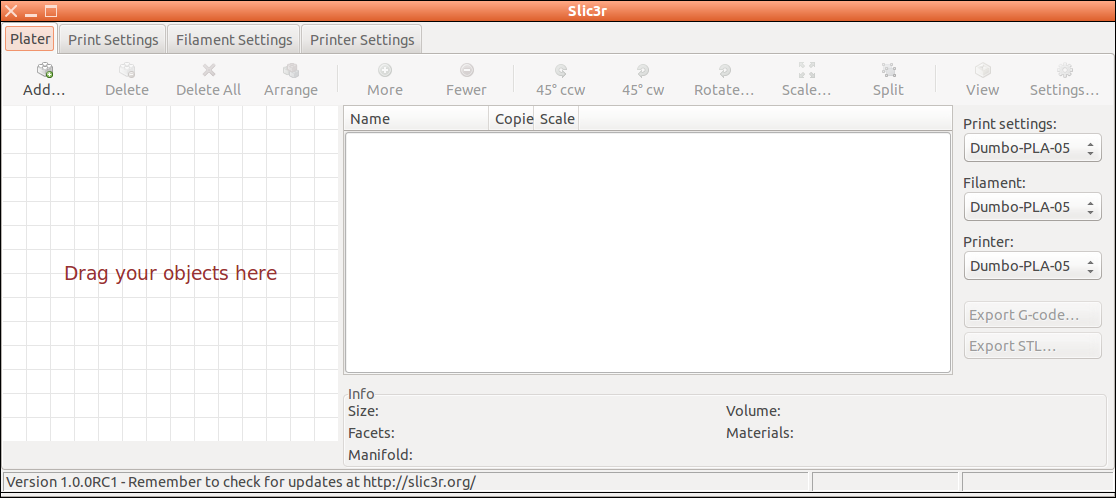 Slic3r
Plater Print Settings Filament Settings Printer Settings
Add... Delete Delete All Arrange More Fewer 45° ccw 45° cw Rotate... Scale... Split View Settings...
Name Copie Scale
Print settings:
Dumbo-PLA-05
Filament:
Dumbo-PLA-05
Printer:
Dumbo-PLA-05
Drag your objects here
Export G-code...
Export STL...
Info
Size: Volume:
Facets: Materials:
Manifold:
Version 1.0.0RC1 - Remember to check for updates at http://slic3r.org/